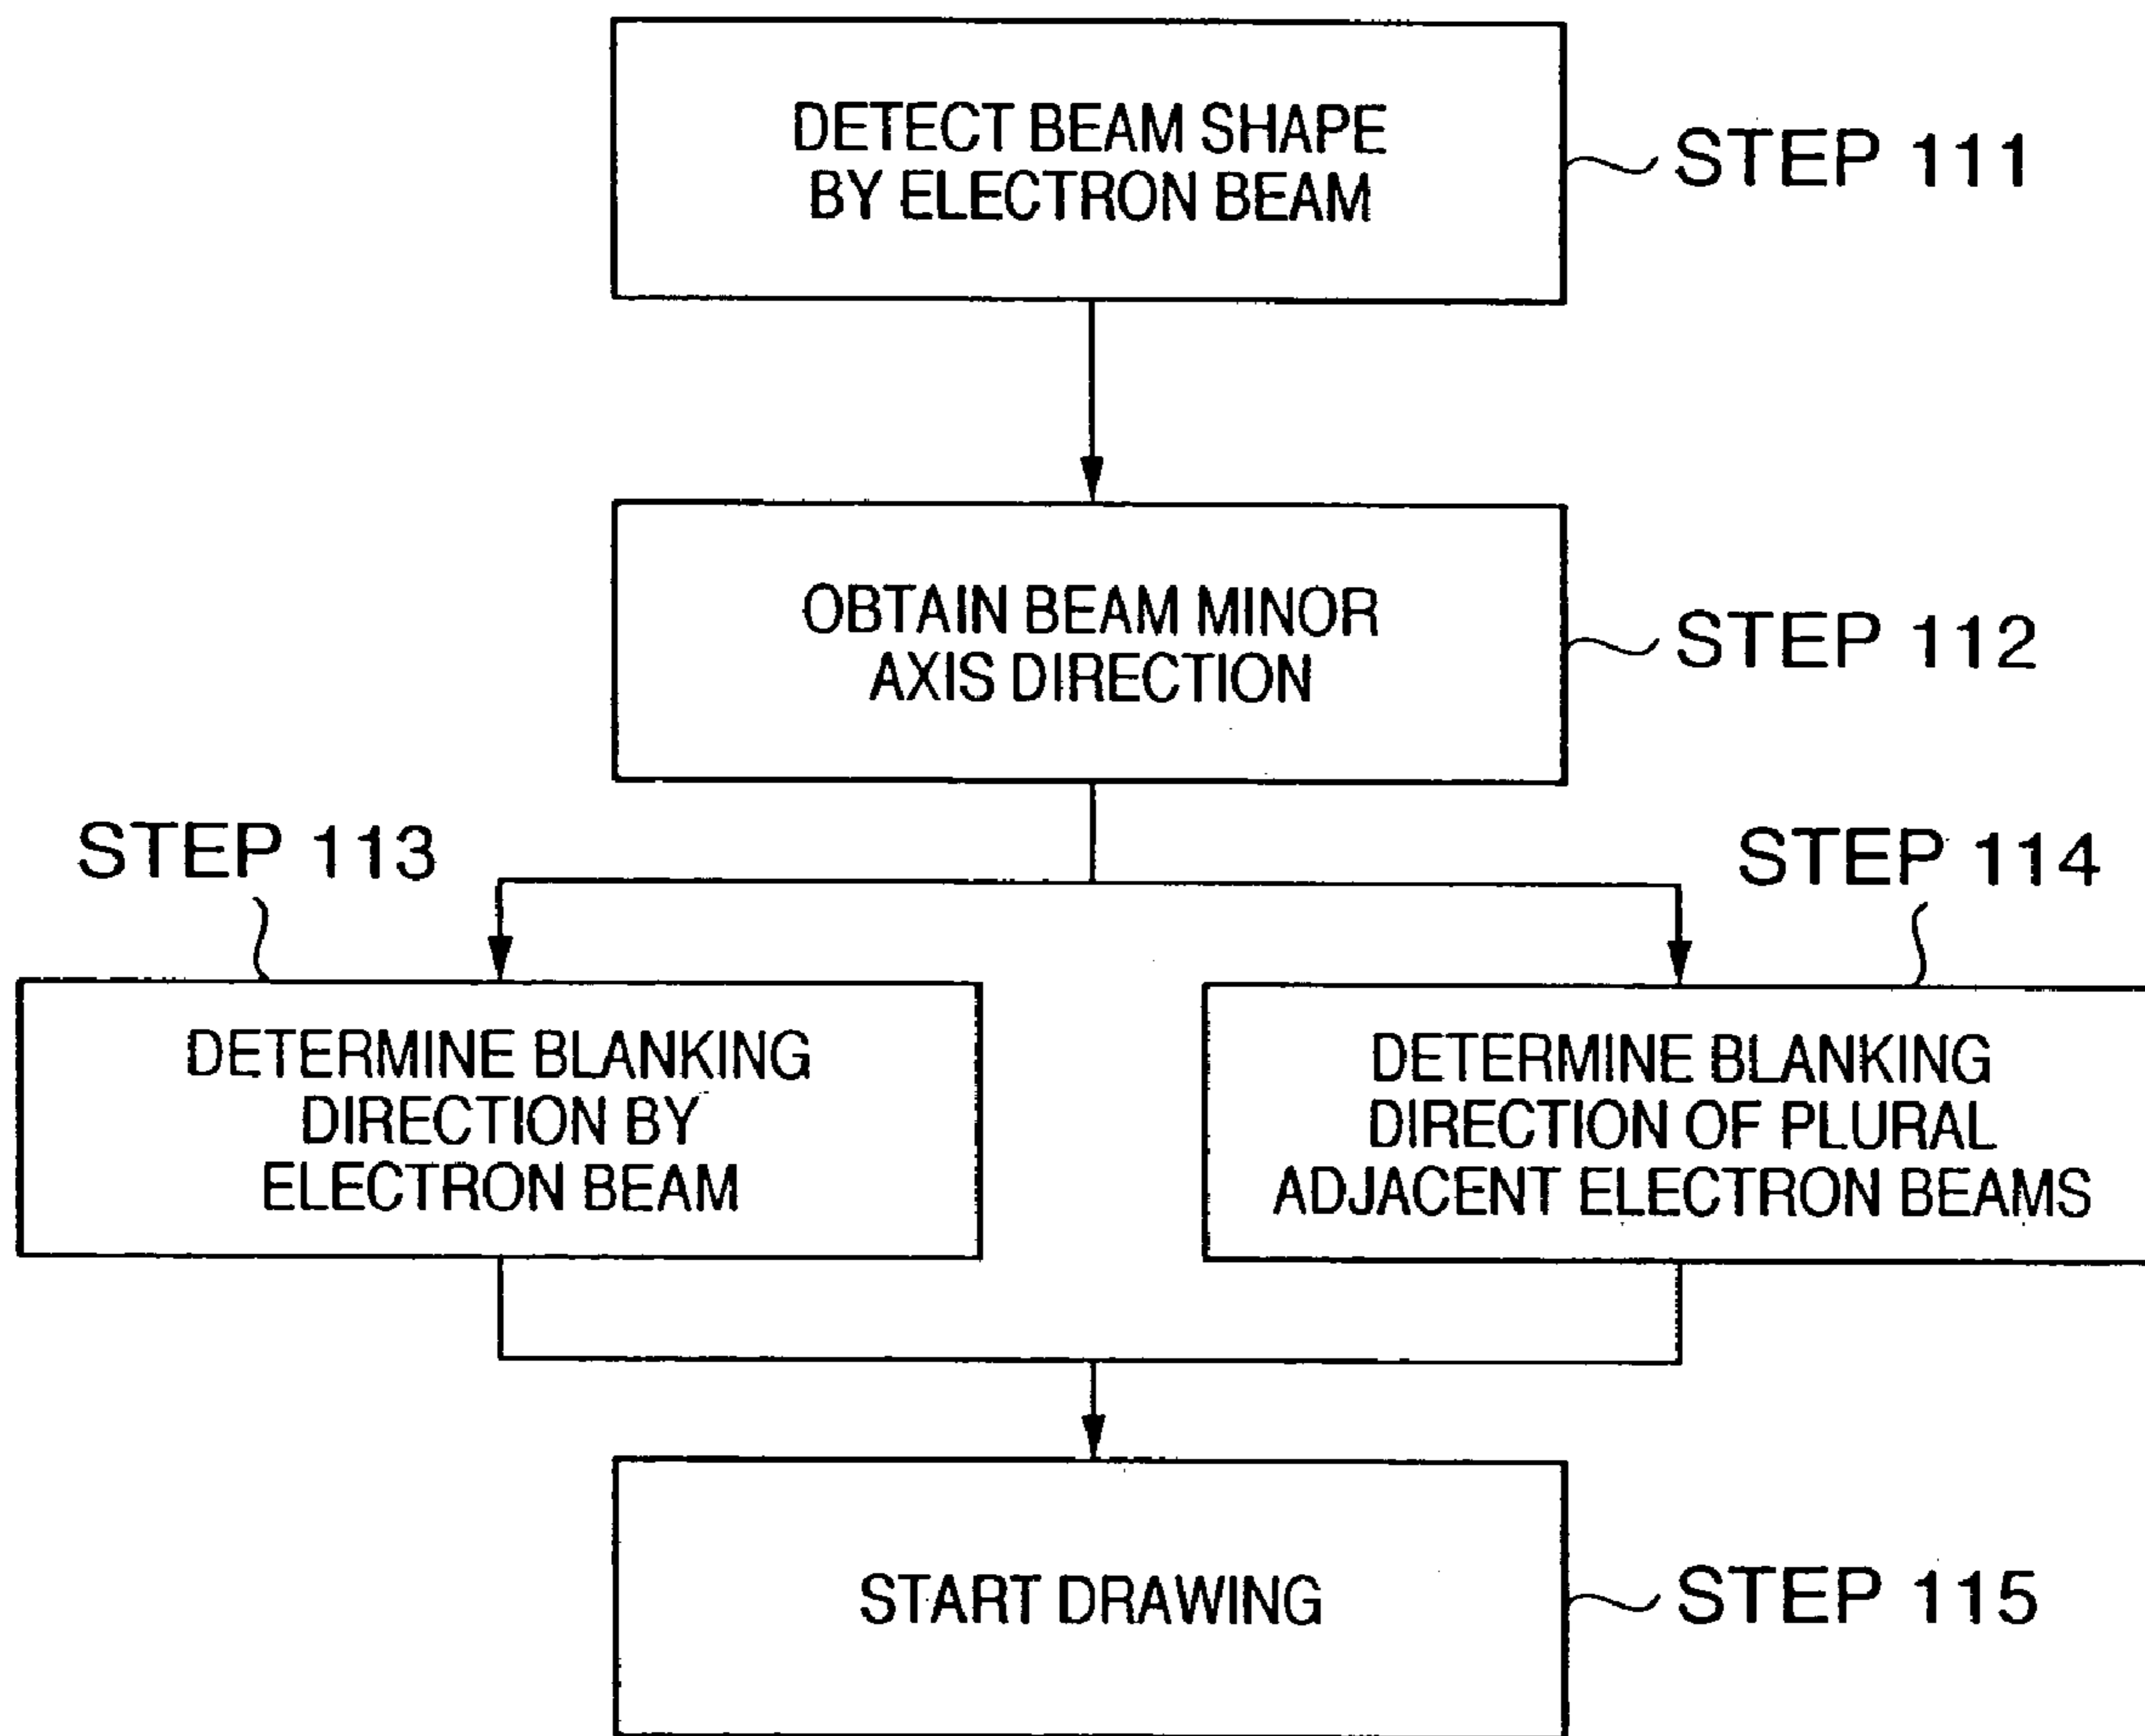 DETECT BEAM SHAPE
BY ELECTRON BEAM
STEP 111
OBTAIN BEAM MINOR
AXIS DIRECTION
STEP 112
STEP 113
STEP 114
DETERMINE BLANKING
DIRECTION BY
ELECTRON BEAM
DETERMINE BLANKING
DIRECTION OF PLURAL
ADJACENT ELECTRON BEAMS
START DRAWING
STEP 115